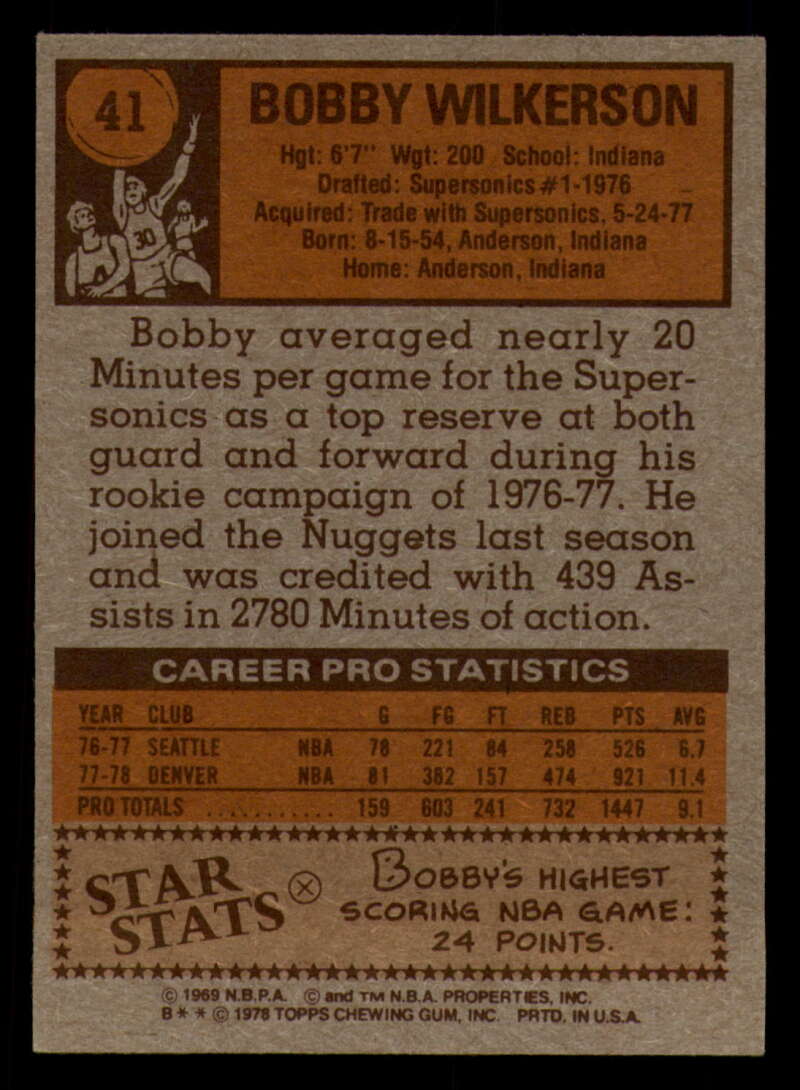 41
BOBBY WILKERSON
Hgt: 6'7" Wgt: 200 School: Indiana
Drafted: Supersonics #1-1976
Acquired: Trade with Supersonics, 5-24-77
Born: 8-15-54, Anderson, Indiana
Home: Anderson, Indiana
30
Bobby averaged nearly 20
Minutes per game for the Super-
sonics as a top reserve at both
guard and forward during his
rookie campaign of 1976-77. He
joined the Nuggets last season
and was credited with 439 As-
sists in 2780 Minutes of action.
CAREER PRO STATISTICS
YEAR CLUB G FG FT REB PTS AVG
76-77 SEATTLE NBA 78 221 84 258 526 6.7
77-78 DENVER NBA 81 382 157 474 921 11.4
PRO TOTALS ........... 159 603 241 732 1447 9.1
STAR
STATS
BOBBY'S HIGHEST
SCORING NBA GAME:
24 POINTS.
© 1969 N.B.P.A. © and TM N.B.A. PROPERTIES, INC.
B * * © 1978 TOPPS CHEWING GUM, INC. PRTD. IN U.S.A.